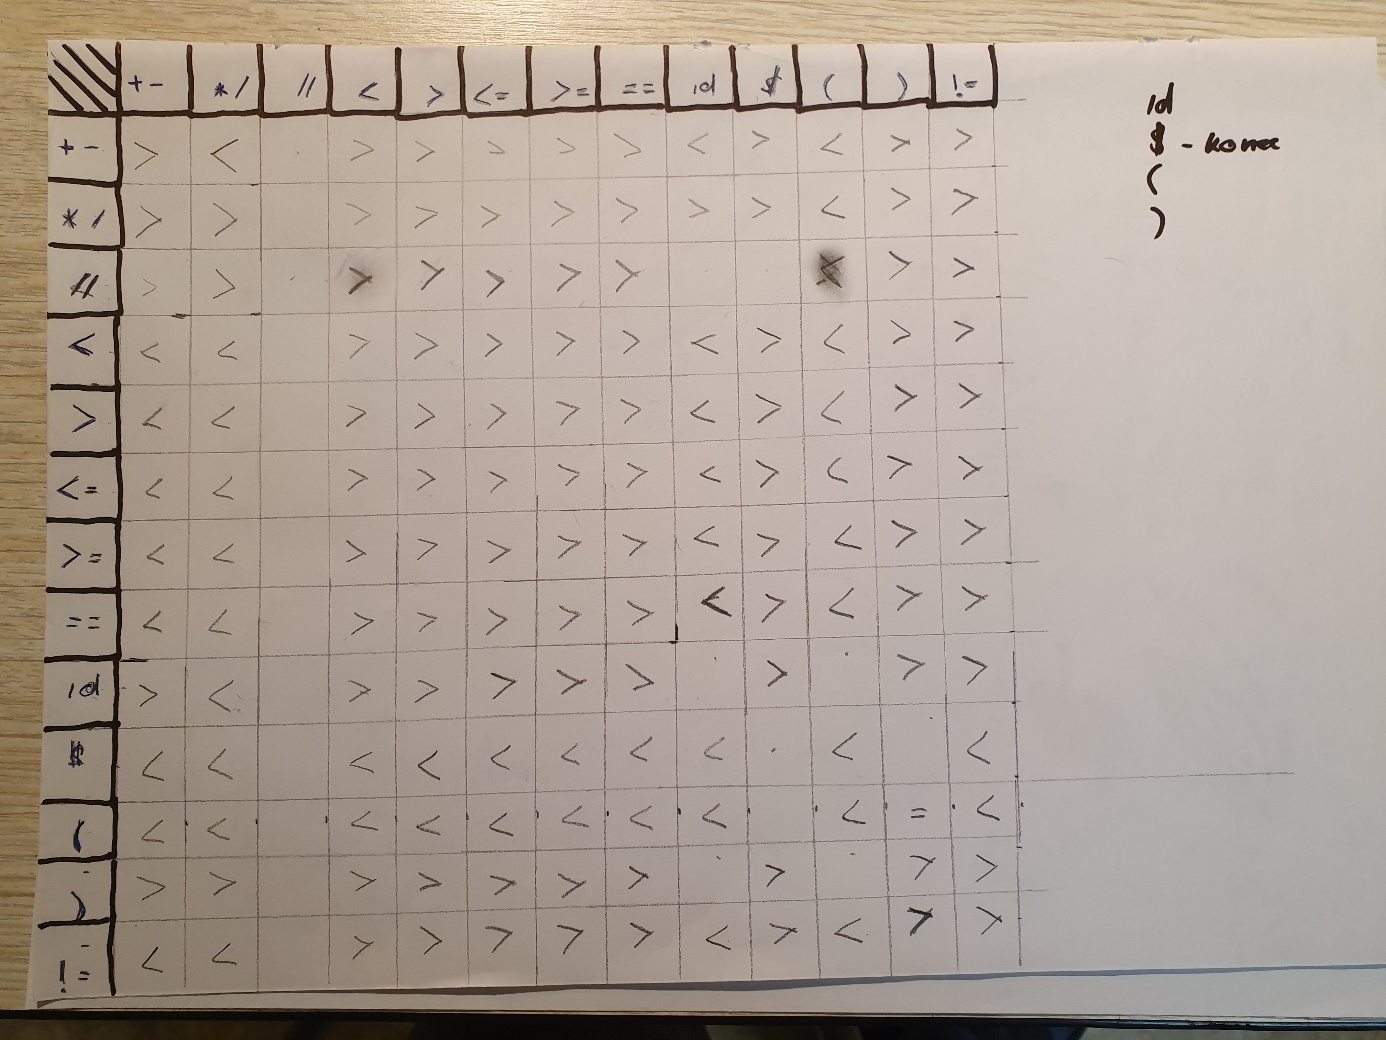 + - * / // < > <= >= == id $ ( ) !=
+ - > < > > > > > < > < > >
* / > > > > > > > > > < > >
// > > > > > > > > >
< < < > > > > > < > < > >
> < < > > > > > < > < > >
<= < < > > > > > < > < > >
>= < < > > > > > < > < > >
== < < > > > > > < > < > >
id > < > > > > > > > >
$ < < < < < < < < < <
( < < < < < < < < < = <
) > > > > > > > > > >
!= < < > > > > > < > < > >
id
$ - konec
(
)